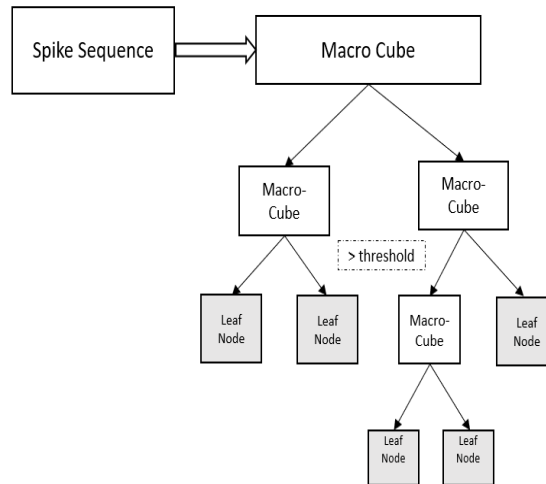 Spike Sequence
Macro Cube
Macro-
Cube
Macro-
Cube
> threshold
Leaf
Node
Leaf
Node
Macro-
Cube
Leaf
Node
Leaf
Node
Leaf
Node